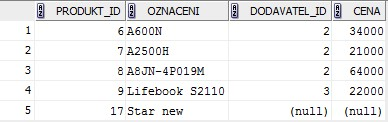 PRODUKT_ID OZNACENI DODAVATEL_ID CENA
1 6 A600N 2 34000
2 7 A2500H 2 21000
3 8 A8JN-4P019M 2 64000
4 9 Lifebook S2110 3 22000
5 17 Star new (null) (null)